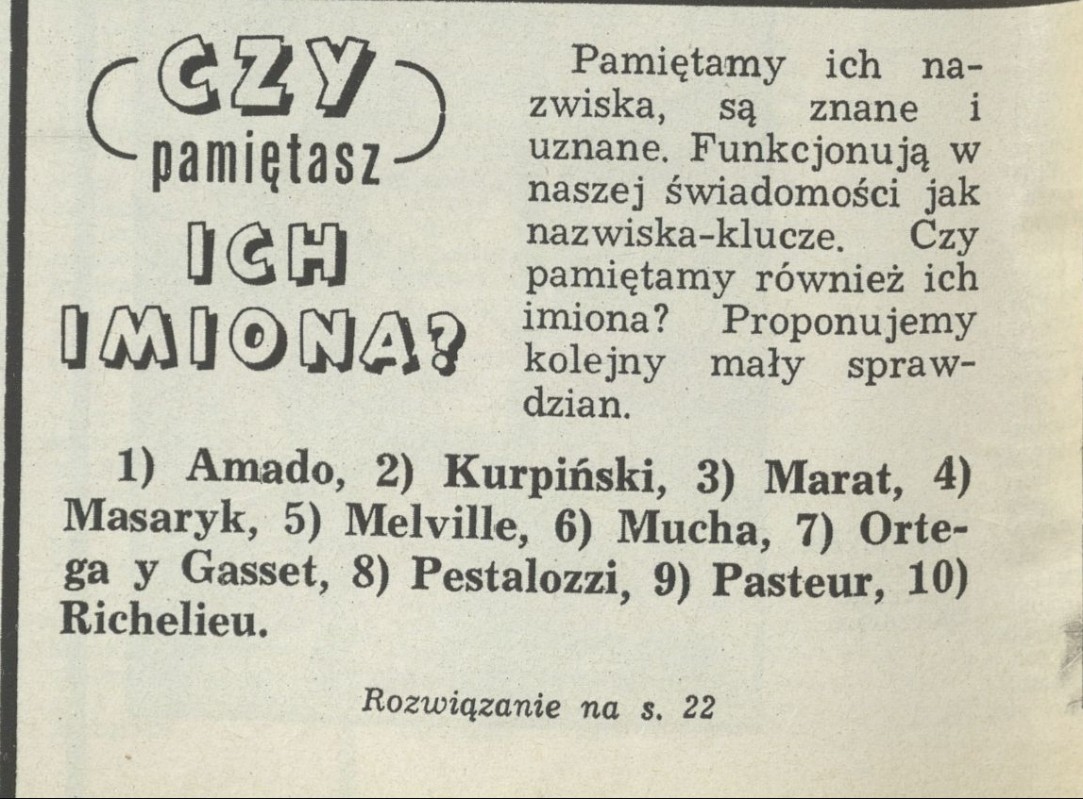 CZY
pamiętasz
ICH
IMIONA?
Pamiętamy ich na-
zwiska, są znane i
uznane. Funkcjonują w
naszej świadomości jak
nazwiska-klucze. Czy
pamiętamy również ich
imiona? Proponujemy
kolejny mały spraw-
dzian.
1) Amado, 2) Kurpiński, 3) Marat, 4)
Masaryk, 5) Melville, 6) Mucha, 7) Orte-
ga y Gasset, 8) Pestalozzi, 9) Pasteur, 10)
Richelieu.
Rozwiązanie na s. 22